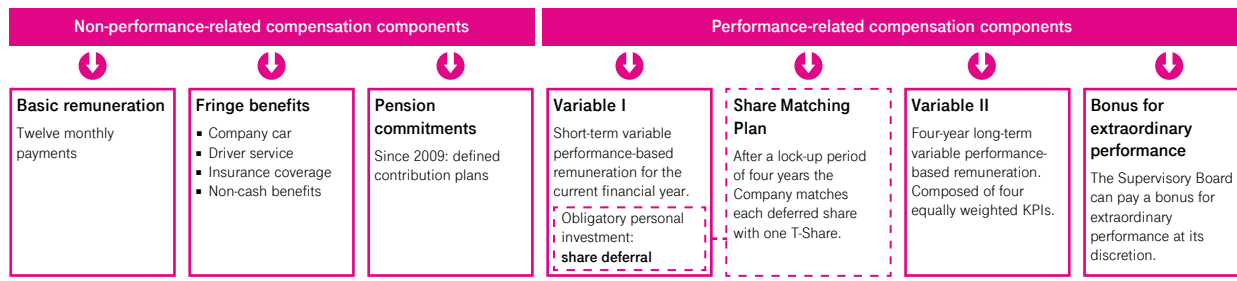 Non-performance-related compensation components
Performance-related compensation components
Basic remuneration
Twelve monthly
payments
Fringe benefits
▪ Company car
▪ Driver service
▪ Insurance coverage
▪ Non-cash benefits
Pension
commitments
Since 2009: defined
contribution plans
Variable I
Short-term variable
performance-based
remuneration for the
current financial year.
Obligatory personal
investment:
share deferral
Share Matching
Plan
After a lock-up period
of four years the
Company matches
each deferred share
with one T-Share.
Variable II
Four-year long-term
variable performance-
based remuneration.
Composed of four
equally weighted KPIs.
Bonus for
extraordinary
performance
The Supervisory Board
can pay a bonus for
extraordinary
performance at its
discretion.